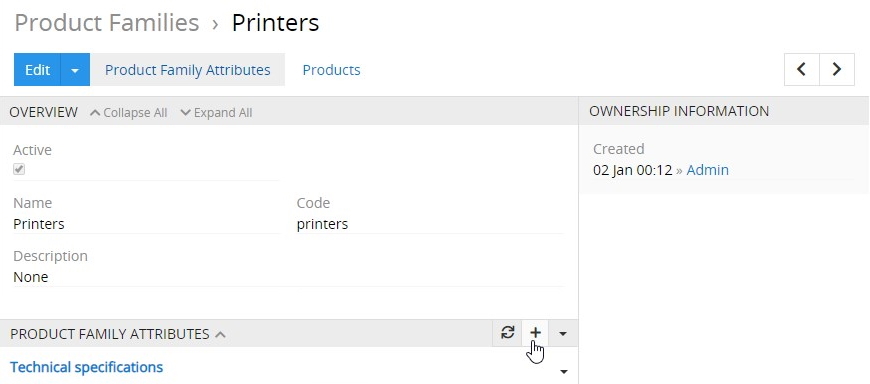 Product Families › Printers
Edit Product Family Attributes Products
OVERVIEW Collapse All Expand All
OWNERSHIP INFORMATION
Active
Created
02 Jan 00:12 » Admin
Name Code
Printers printers
Description
None
PRODUCT FAMILY ATTRIBUTES
Technical specifications